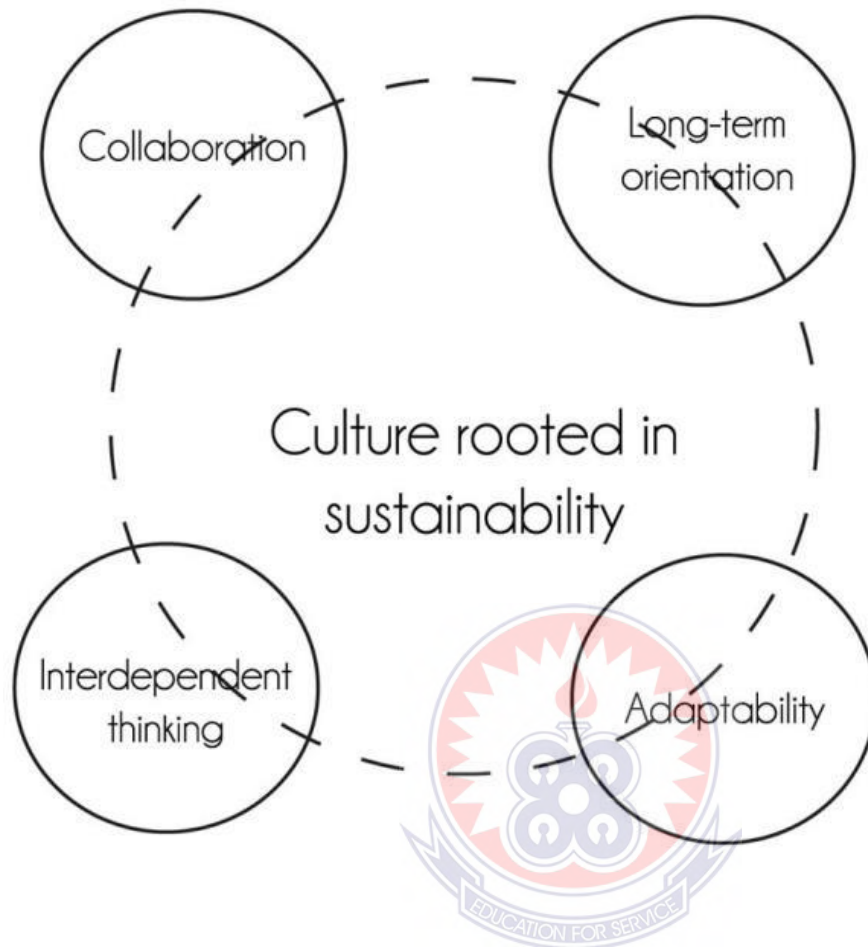 Collaboration
Long-term
orientation
Culture rooted in
sustainability
Interdependent
thinking
Adaptability
EDUCATION FOR SERVICE